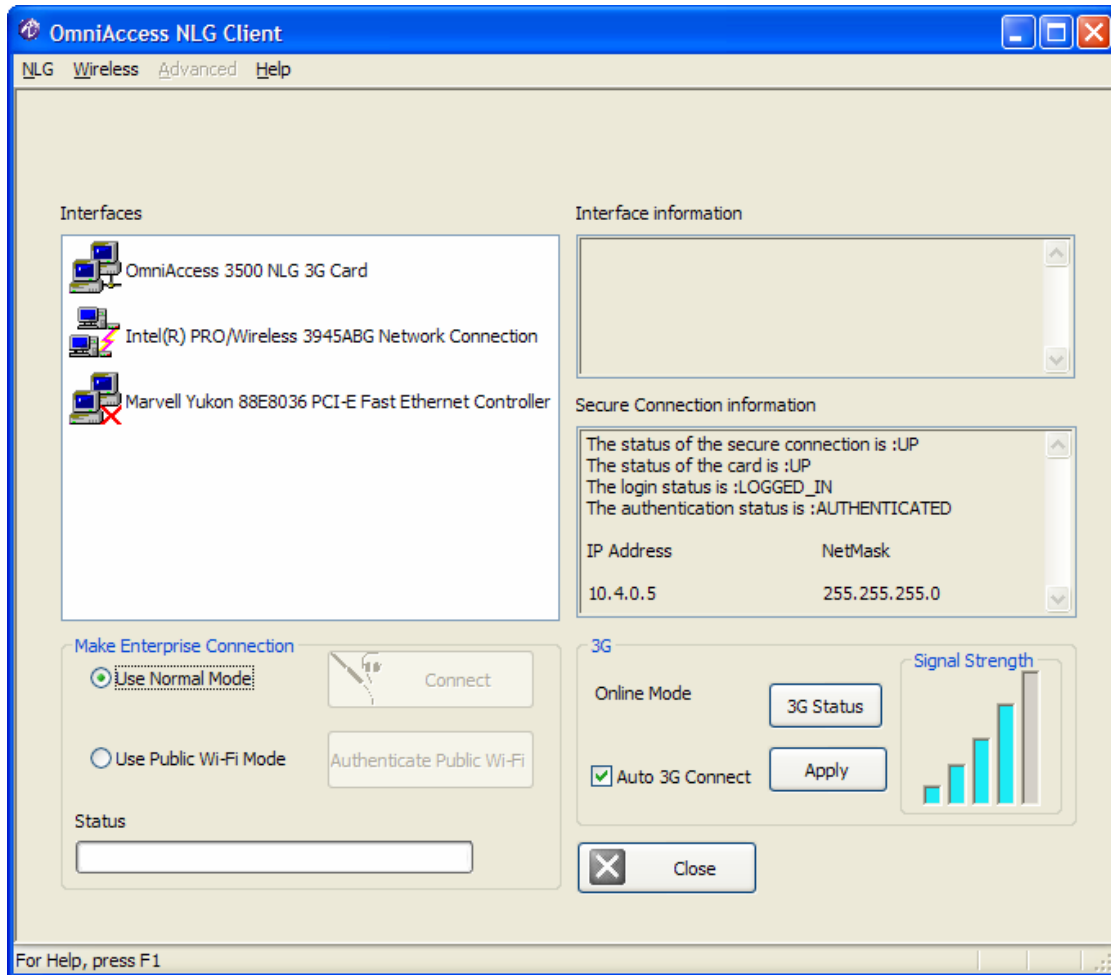 OmniAccess NLG Client
NLG Wireless Advanced Help
Interfaces
OmniAccess 3500 NLG 3G Card
Intel(R) PRO/Wireless 3945ABG Network Connection
Marvell Yukon 88E8036 PCI-E Fast Ethernet Controller
Interface information
Secure Connection information
The status of the secure connection is :UP
The status of the card is :UP
The login status is :LOGGED_IN
The authentication status is :AUTHENTICATED
IP Address NetMask
10.4.0.5 255.255.255.0
Make Enterprise Connection
Use Normal Mode Connect
Use Public Wi-Fi Mode Authenticate Public Wi-Fi
Status
3G
Signal Strength
Online Mode 3G Status
Auto 3G Connect Apply
Close
For Help, press F1